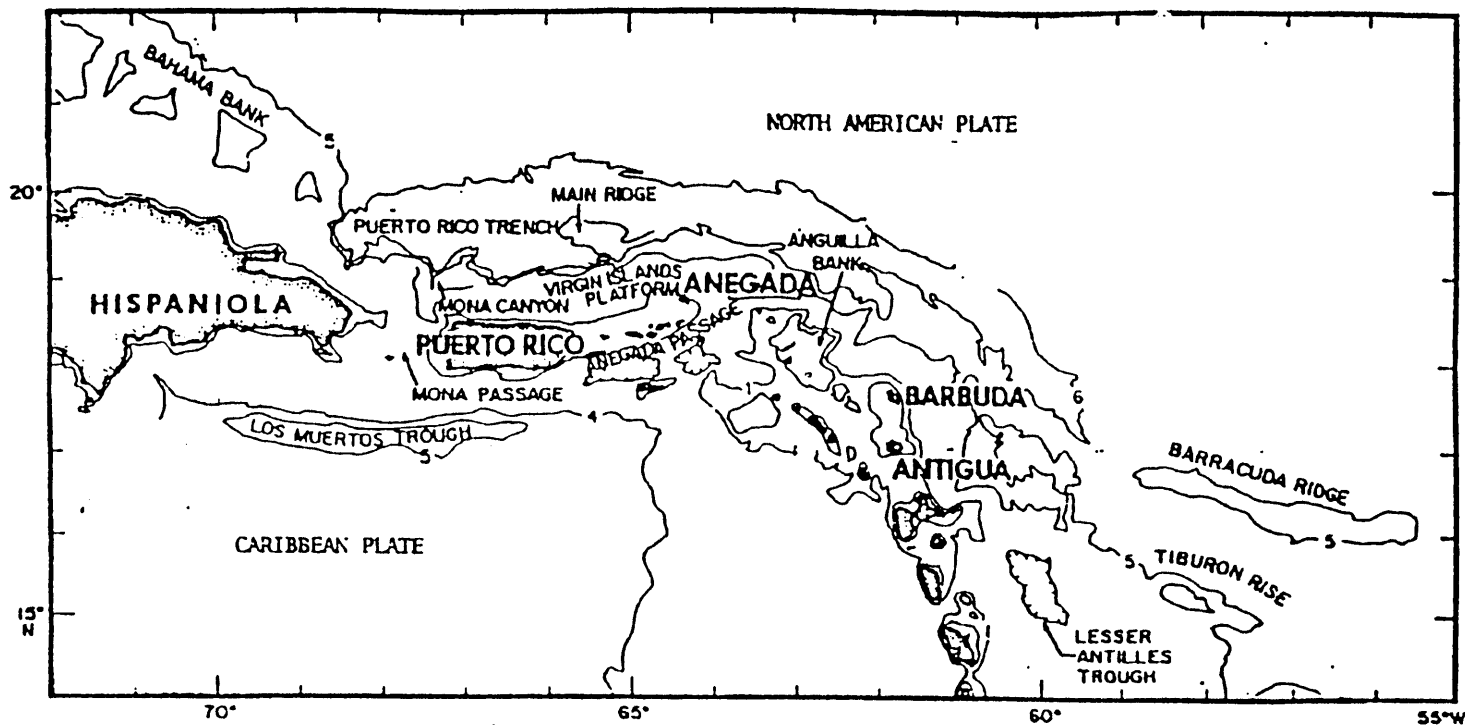 BAHAMA BANK
5
NORTH AMERICAN PLATE
20°
MAIN RIDGE
PUERTO RICO TRENCH
ANGUILLA
BANK
VIRGIN ISLANDS
PLATFORM
ANEGADA
HISPANIOLA
MONA CANYON
PUERTO RICO
ANEGADA PASSAGE
MONA PASSAGE
1
BARBUDA
6
4
LOS MUERTOS TROUGH
5
ANTIGUA
BARRACUDA RIDGE
5
CARIBBEAN PLATE
5
TIBURON RISE
15°
N
LESSER
ANTILLES
TROUGH
70°
65°
60°
55°W